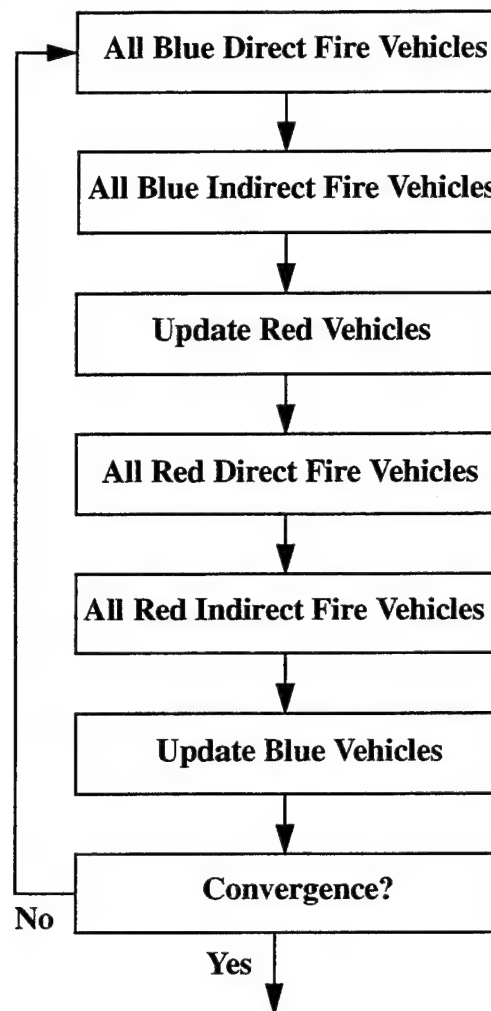 All Blue Direct Fire Vehicles
All Blue Indirect Fire Vehicles
Update Red Vehicles
All Red Direct Fire Vehicles
All Red Indirect Fire Vehicles
Update Blue Vehicles
Convergence?
No
Yes